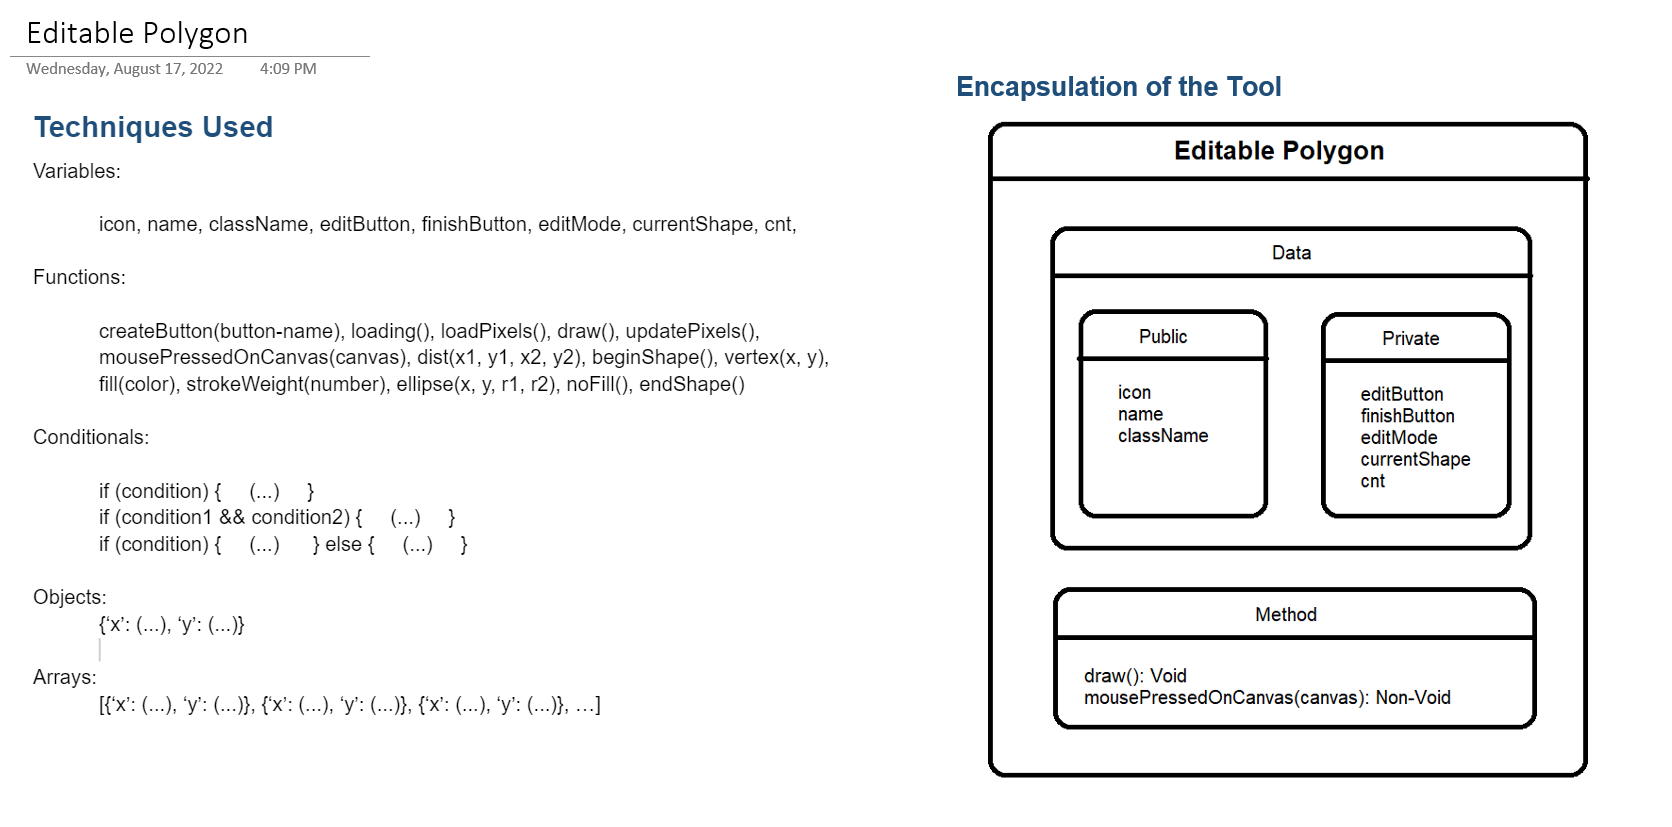 Editable Polygon
Wednesday, August 17, 2022 4:09 PM
Techniques Used
Variables:
icon, name, className, editButton, finishButton, editMode, currentShape, cnt,
Functions:
createButton(button-name), loading(), loadPixels(), draw(), updatePixels(),
mousePressedOnCanvas(canvas), dist(x1, y1, x2, y2), beginShape(), vertex(x, y),
fill(color), strokeWeight(number), ellipse(x, y, r1, r2), noFill(), endShape()
Conditionals:
if (condition) { (...) }
if (condition1 && condition2) { (...) }
if (condition) { (...) } else { (...) }
Objects:
{‘x’: (...), ‘y’: (...)}
Arrays:
[{‘x’: (...), ‘y’: (...)}, {‘x’: (...), ‘y’: (...)}, {‘x’: (...), ‘y’: (...)}, ...]
Encapsulation of the Tool
Editable Polygon
Data
Public
icon
name
className
Private
editButton
finishButton
editMode
currentShape
cnt
Method
draw(): Void
mousePressedOnCanvas(canvas): Non-Void